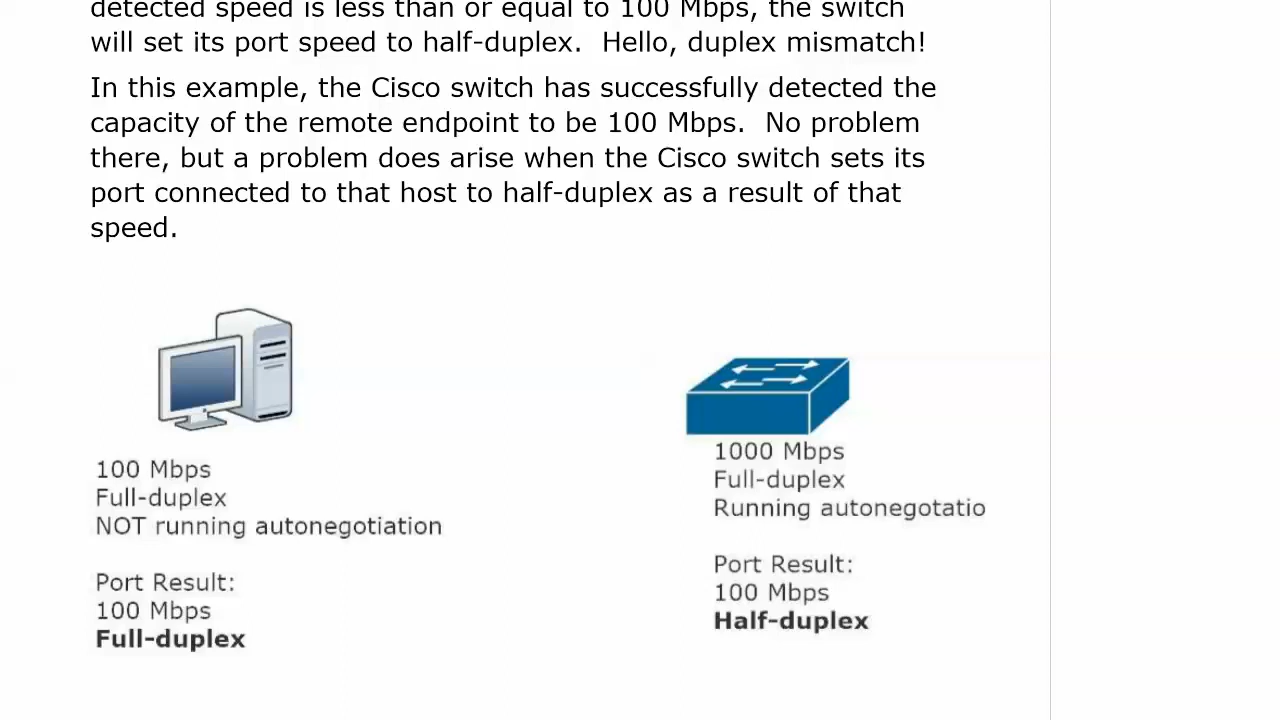 detected speed is less than or equal to 100 Mbps, the switch
will set its port speed to half-duplex.  Hello, duplex mismatch!
In this example, the Cisco switch has successfully detected the
capacity of the remote endpoint to be 100 Mbps.  No problem
there, but a problem does arise when the Cisco switch sets its
port connected to that host to half-duplex as a result of that
speed.
100 Mbps
Full-duplex
NOT running autonegotiation
Port Result:
100 Mbps
Full-duplex
1000 Mbps
Full-duplex
Running autonegotatio
Port Result:
100 Mbps
Half-duplex